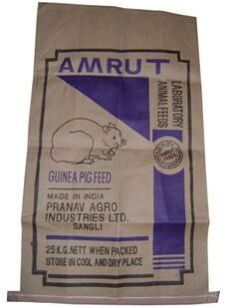 AMRUT
LABORATORY
ANIMAL FEEDS
GUINEA PIG FEED
MADE IN INDIA
PRANAV AGRO
INDUSTRIES LTD.
SANGLI
25 K.G. NETT WHEN PACKED
STORE IN COOL AND DRY PLACE